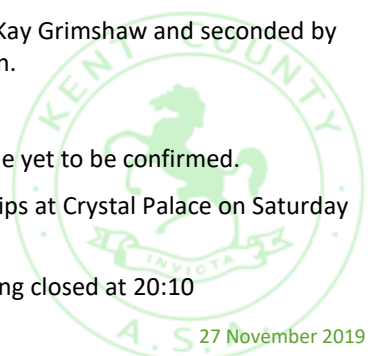 Kay Grimshaw and seconded by
e yet to be confirmed.
ips at Crystal Palace on Saturday
ng closed at 20:10
27 November 2019
KENT COUNTY
INVICTA
A.S.A.